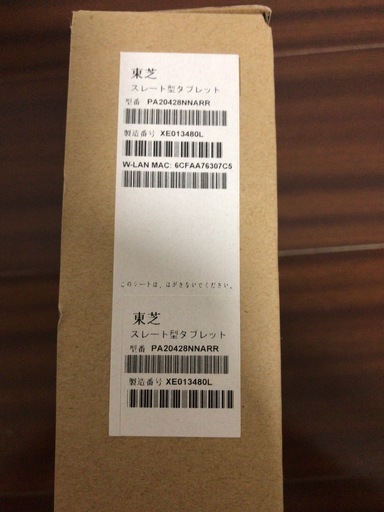 東芝
スレート型タブレット
型番 PA20428NNARR
製造番号 XE013480L
W-LAN MAC: 6CFAA76307C5
このシートは、はがさないでください。
東芝
スレート型タブレット
型番 PA20428NNARR
製造番号 XE013480L